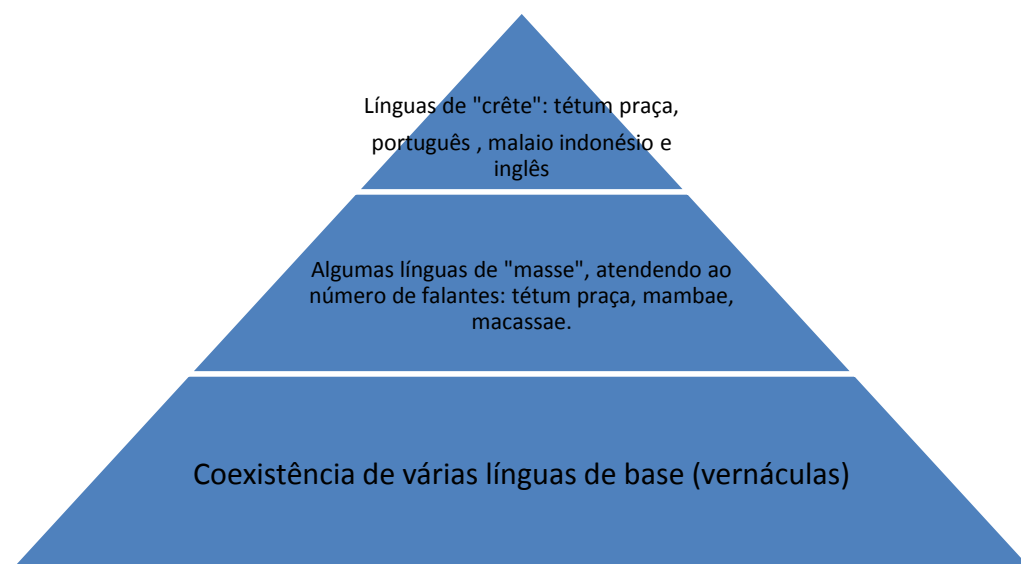 Línguas de "crête": tétum praça,
português , malaio indonésio e
inglês
Algumas línguas de "masse", atendendo ao
número de falantes: tétum praça, mambae,
macassae.
Coexistência de várias línguas de base (vernáculas)